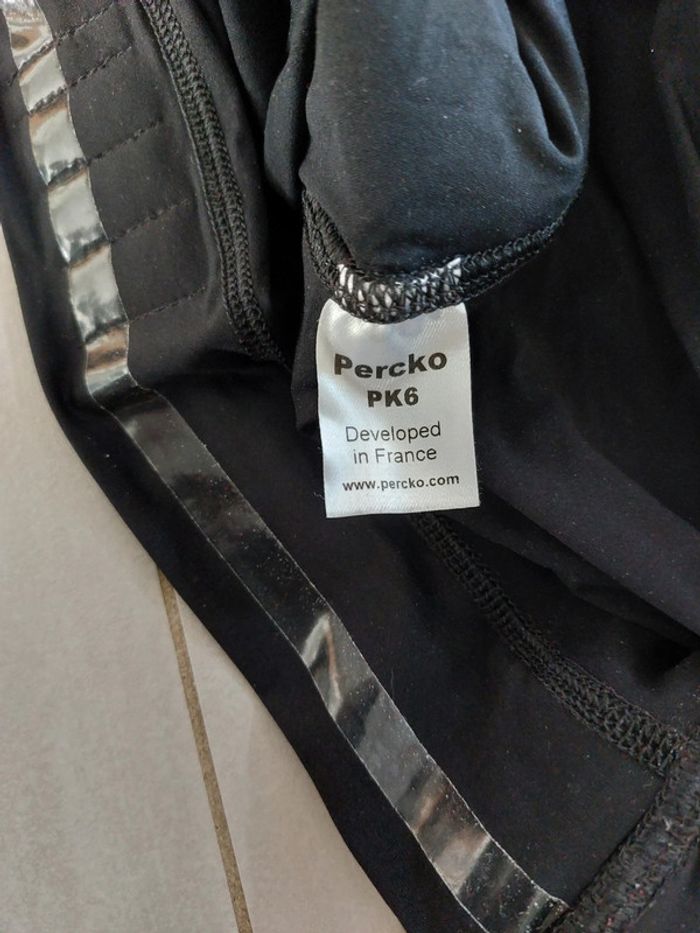 Percko
PK6
Developed
in France
www.percko.com